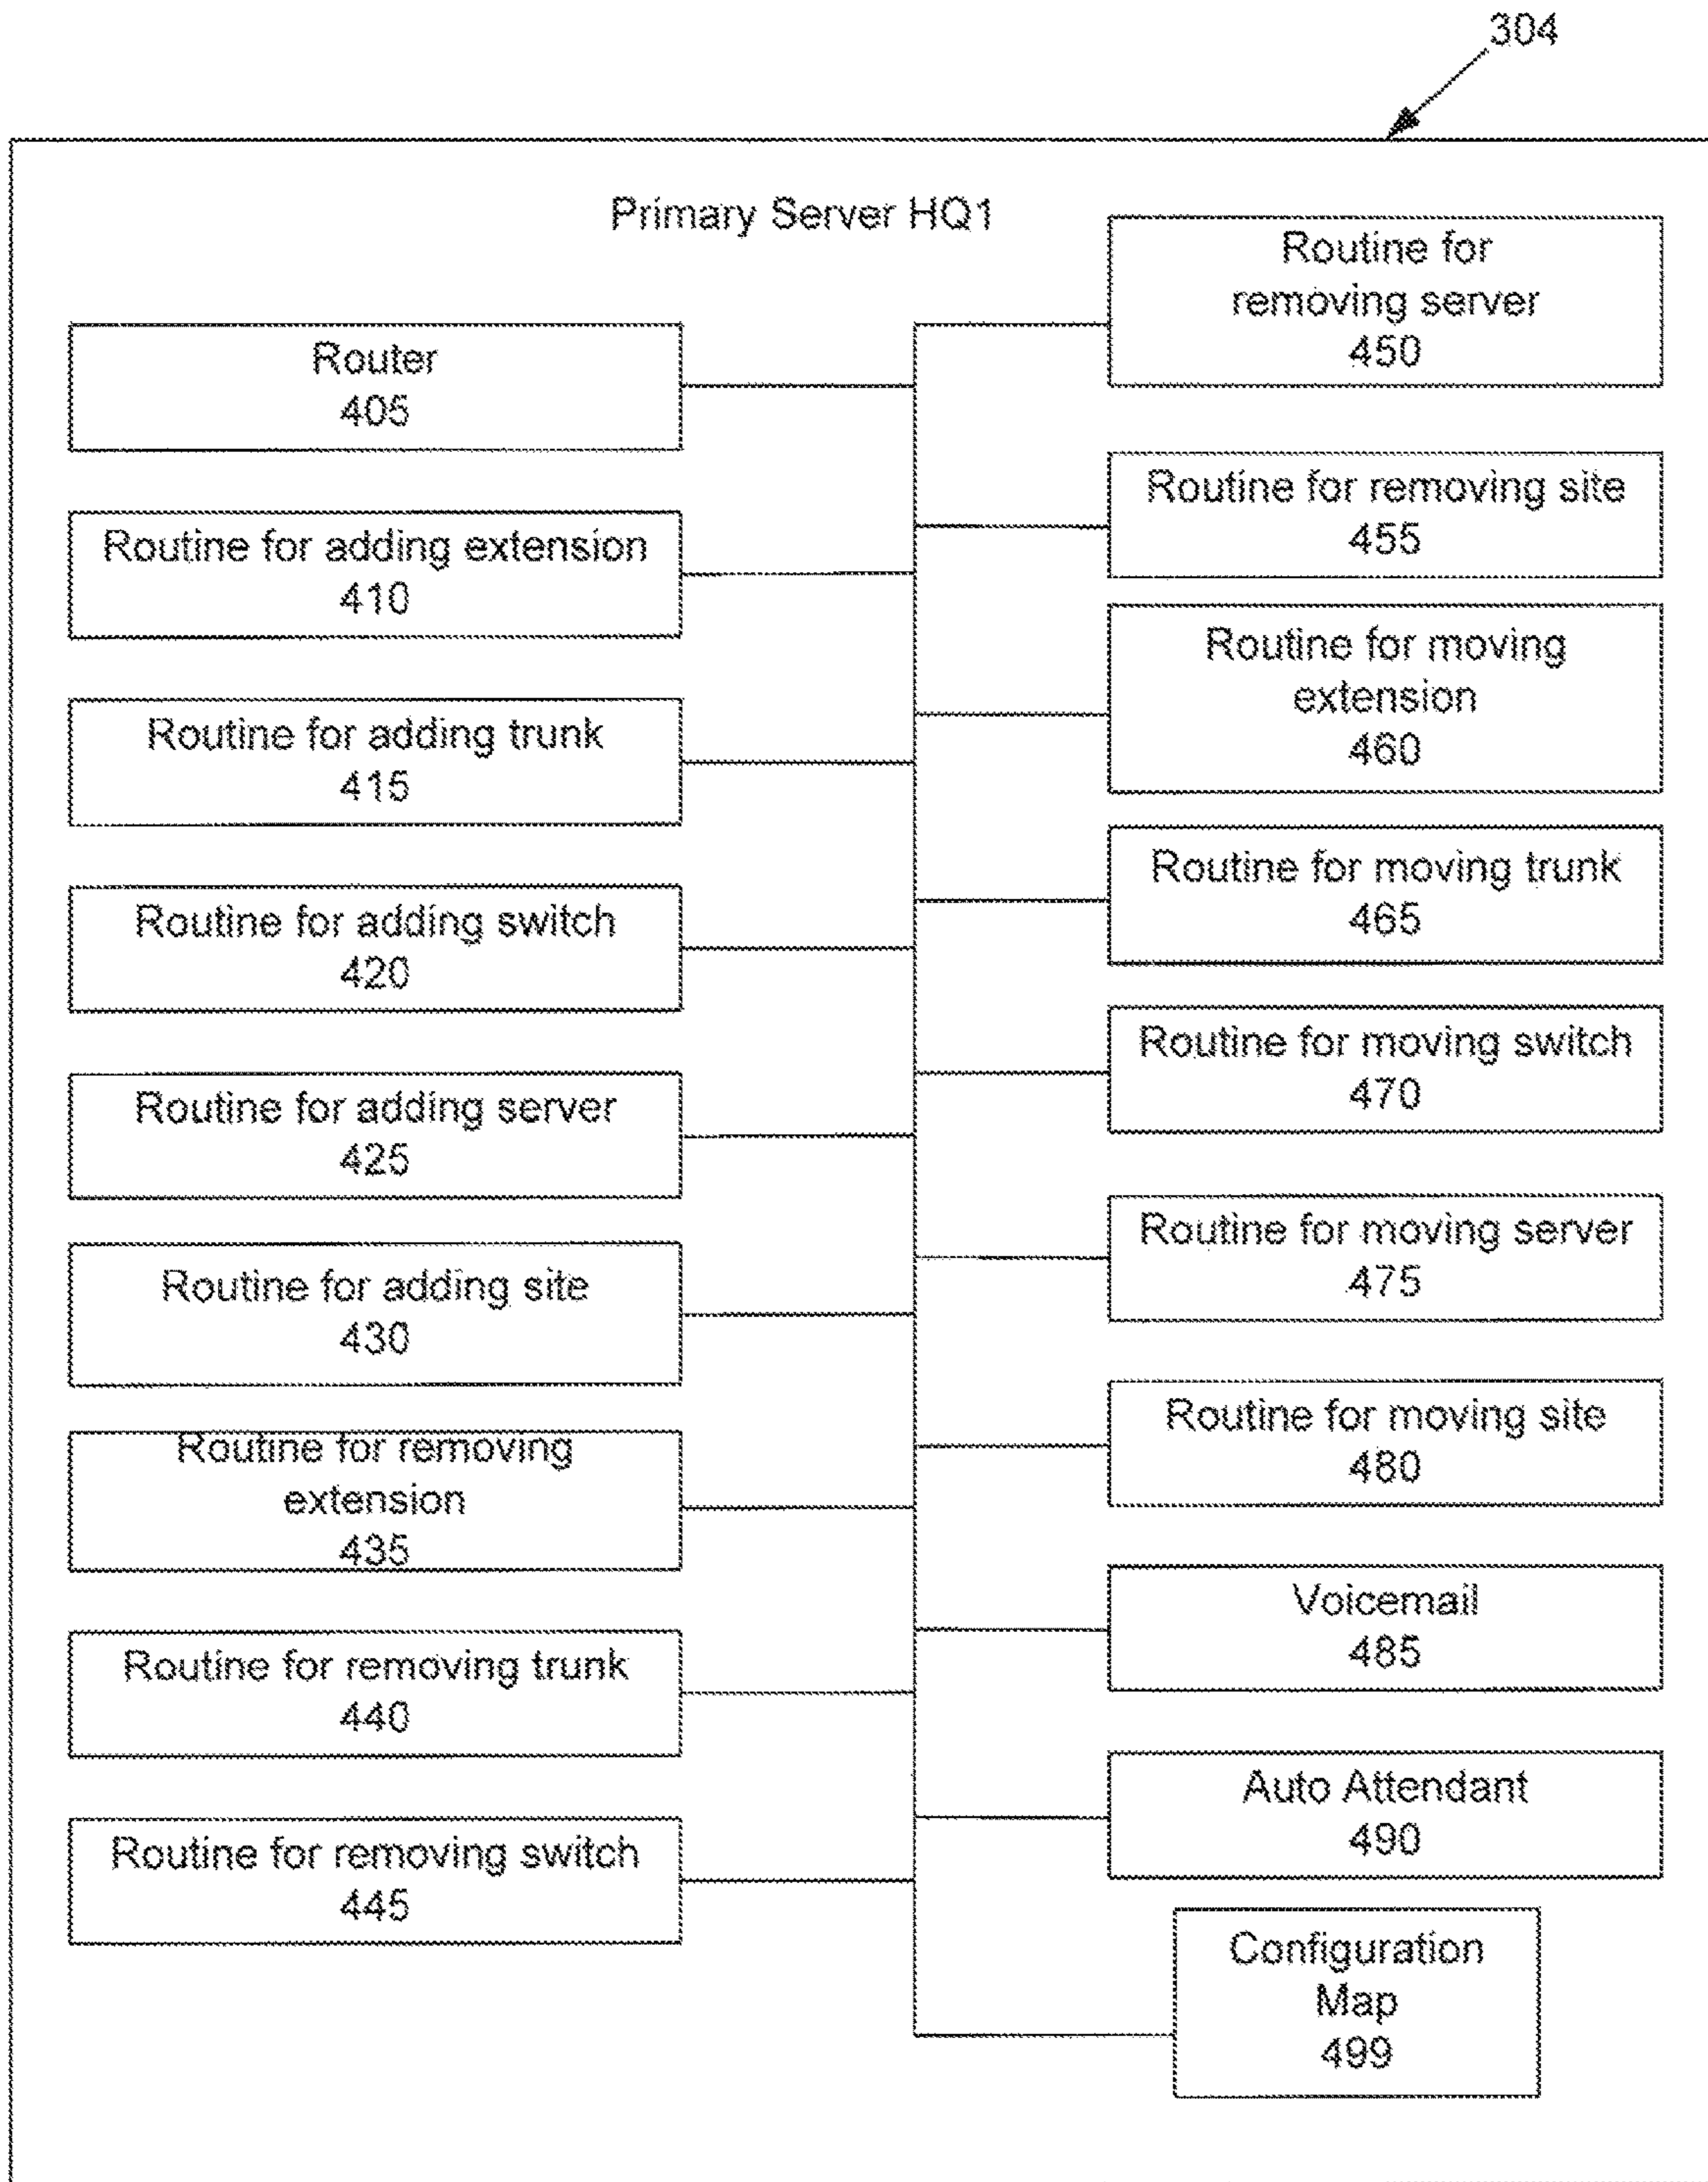 304
Primary Server HQ1
Router
405
Routine for adding extension
410
Routine for adding trunk
415
Routine for adding switch
420
Routine for adding server
425
Routine for adding site
430
Routine for removing
extension
435
Routine for removing trunk
440
Routine for removing switch
445
Routine for
removing server
450
Routine for removing site
455
Routine for moving
extension
460
Routine for moving trunk
465
Routine for moving switch
470
Routine for moving server
475
Routine for moving site
480
Voicemail
485
Auto Attendant
490
Configuration
Map
499